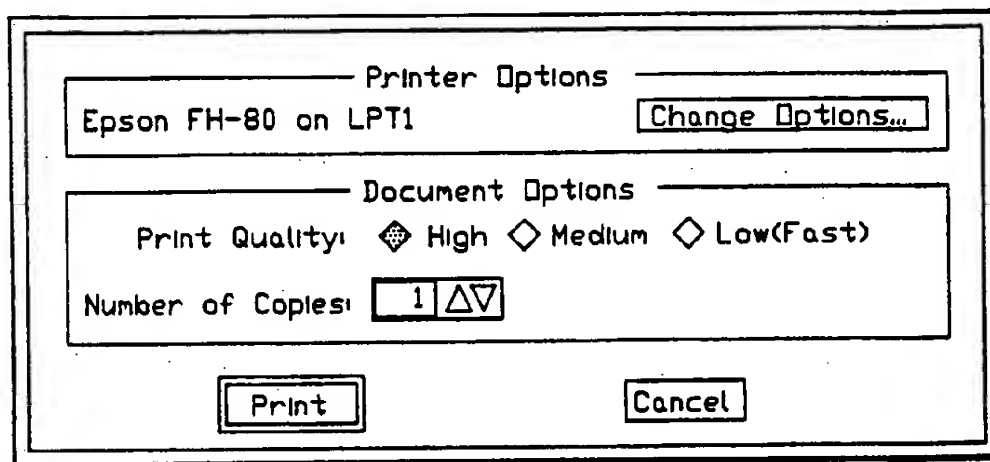 Printer Options
Epson FH-80 on LPT1 Change Options...
Document Options
Print Quality: High Medium Low(Fast)
Number of Copies: 1
Print Cancel